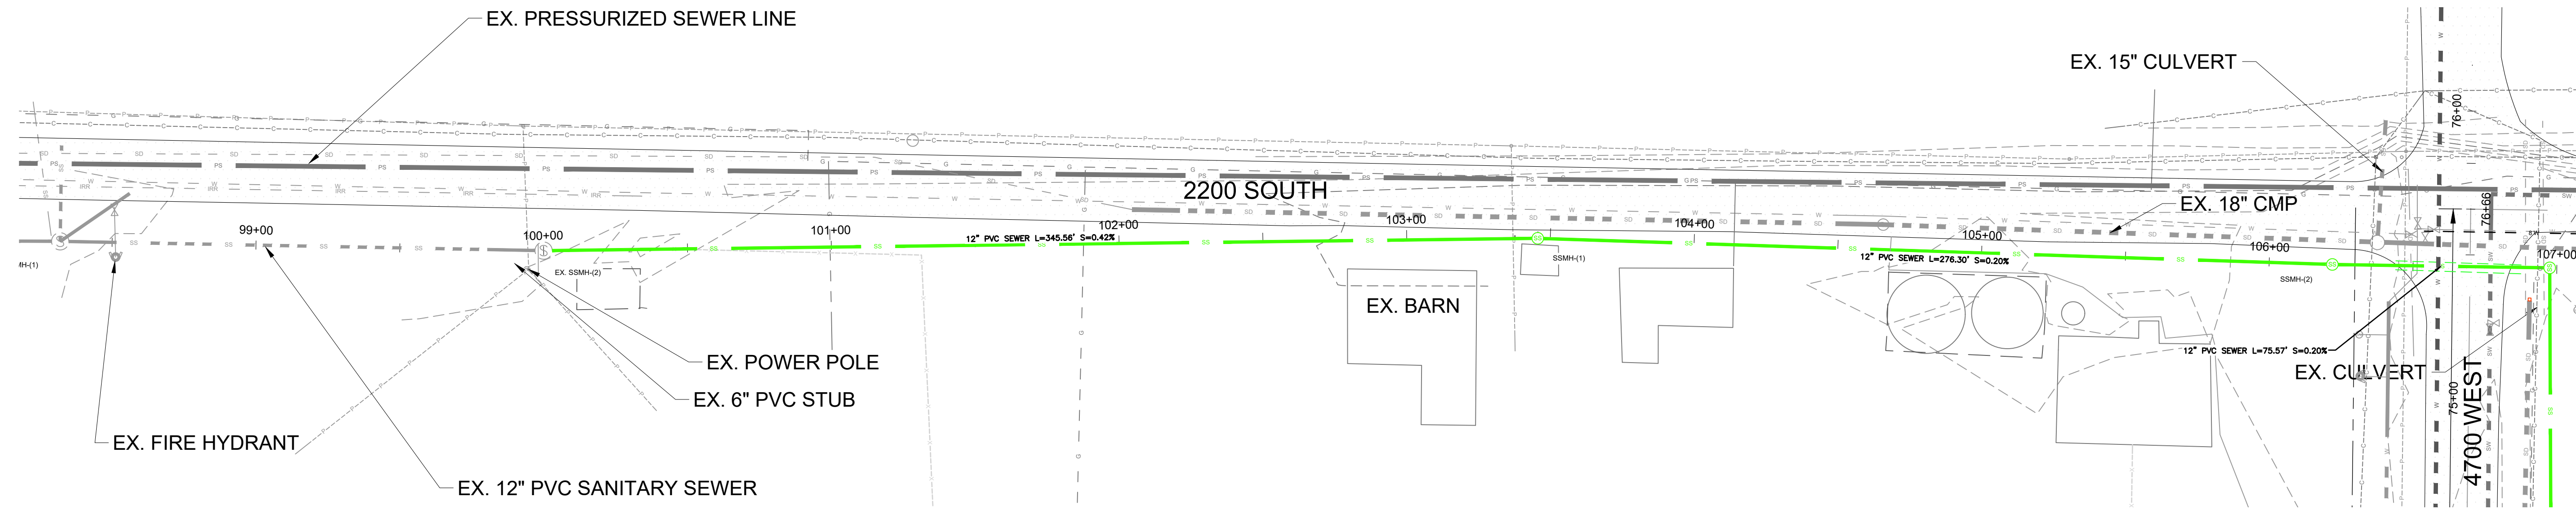 EX. PRESSURIZED SEWER LINE
EX. 15" CULVERT
76+00
2200 SOUTH
EX. 18" CMP
76+66
99+00
100+00
101+00
102+00
103+00
104+00
105+00
106+00
107+00
12" PVC SEWER L=345.56' S=0.42%
12" PVC SEWER L=276.30' S=0.20%
12" PVC SEWER L=75.57' S=0.20%
MH-(1)
EX. SSMH-(2)
SSMH-(1)
SSMH-(2)
EX. BARN
EX. POWER POLE
EX. 6" PVC STUB
EX. CULVERT
75+00
4700 WEST
EX. FIRE HYDRANT
EX. 12" PVC SANITARY SEWER